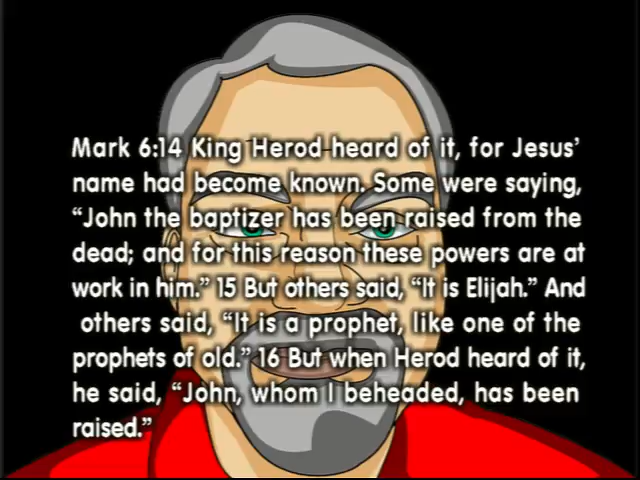 Mark 6:14 King Herod heard of it, for Jesus’
name had become known. Some were saying,
“John the baptizer has been raised from the
dead; and for this reason these powers are at
work in him.” 15 But others said, “It is Elijah.” And
others said, “It is a prophet, like one of the
prophets of old.” 16 But when Herod heard of it,
he said, “John, whom I beheaded, has been
raised.”